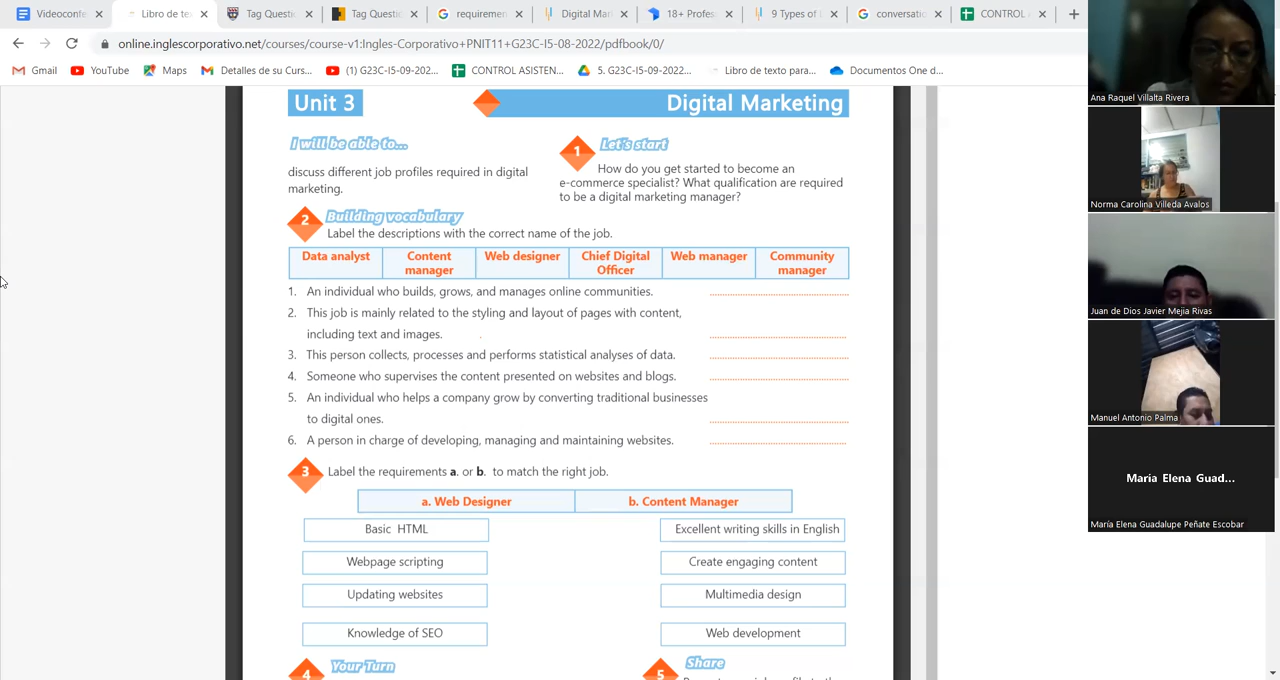 Videoconfe
Libro de tex
Tag Questio
Tag Questio
requiremen
Digital Mar
18+ Profes
9 Types of
conversatio
CONTROL
online.inglescorporativo.net/courses/course-v1:Ingles-Corporativo+PNIT11+G23C-I5-08-2022/pdfbook/0/
Gmail
YouTube
Maps
Detalles de su Curs...
(1) G23C-I5-09-202...
CONTROL ASISTEN...
5. G23C-I5-09-2022...
Libro de texto para...
Documentos One d...
Unit 3
Digital Marketing
I will be able to...
discuss different job profiles required in digital
marketing.
1
Let's start
How do you get started to become an
e-commerce specialist? What qualification are required
to be a digital marketing manager?
2
Building vocabulary
Label the descriptions with the correct name of the job.
Data analyst
Content
manager
Web designer
Chief Digital
Officer
Web manager
Community
manager
1. An individual who builds, grows, and manages online communities.
2. This job is mainly related to the styling and layout of pages with content,
including text and images.
3. This person collects, processes and performs statistical analyses of data.
4. Someone who supervises the content presented on websites and blogs.
5. An individual who helps a company grow by converting traditional businesses
to digital ones.
6. A person in charge of developing, managing and maintaining websites.
3
Label the requirements a. or b. to match the right job.
a. Web Designer
b. Content Manager
Basic HTML
Excellent writing skills in English
Webpage scripting
Create engaging content
Updating websites
Multimedia design
Knowledge of SEO
Web development
4
Your Turn
5
Share
Ana Raquel Villalta Rivera
Norma Carolina Villeda Avalos
Juan de Dios Javier Mejia Rivas
Manuel Antonio Palma
María Elena Guad...
María Elena Guadalupe Peñate Escobar